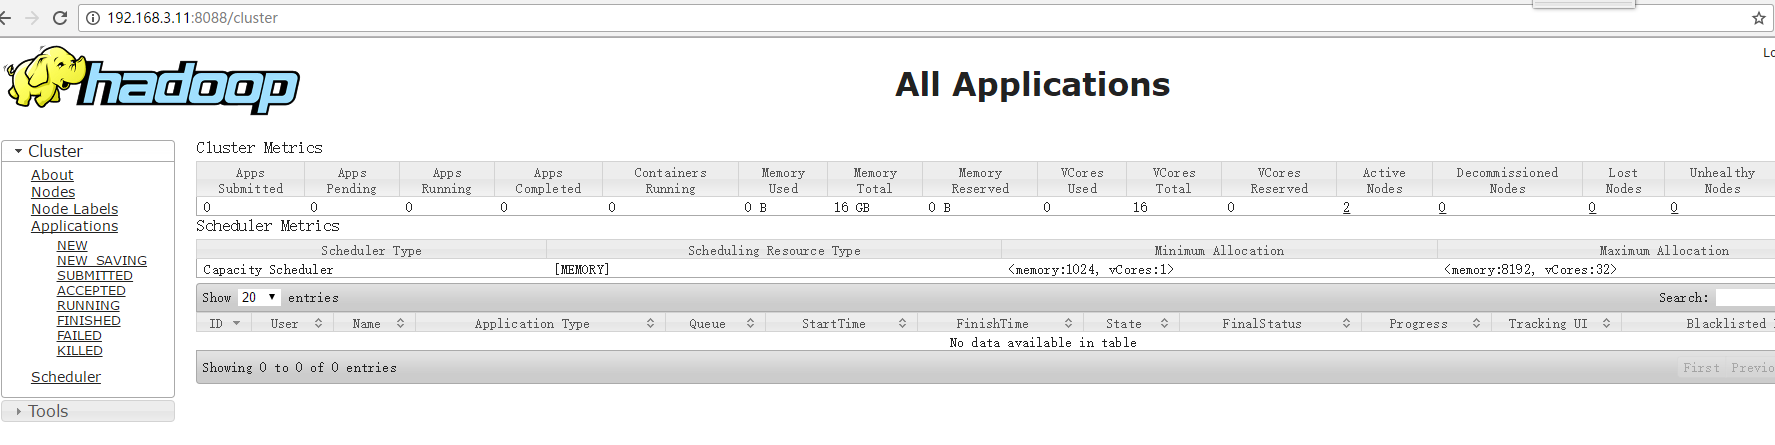 192.168.3.11:8088/cluster
Lo
hadoop
All Applications
Cluster
About
Nodes
Node Labels
Applications
NEW
NEW_SAVING
SUBMITTED
ACCEPTED
RUNNING
FINISHED
FAILED
KILLED
Scheduler
Tools
Cluster Metrics
Apps Submitted Apps Pending Apps Running Apps Completed Containers Running Memory Used Memory Total Memory Reserved VCores Used VCores Total VCores Reserved Active Nodes Decommissioned Nodes Lost Nodes Unhealthy Nodes
0 0 0 0 0 0 B 16 GB 0 B 0 16 0 2 0 0 0
Scheduler Metrics
Scheduler Type Scheduling Resource Type Minimum Allocation Maximum Allocation
Capacity Scheduler [MEMORY] <memory:1024, vCores:1> <memory:8192, vCores:32>
Show 20 entries Search:
ID User Name Application Type Queue StartTime FinishTime State FinalStatus Progress Tracking UI Blacklisted
No data available in table
Showing 0 to 0 of 0 entries First Previo